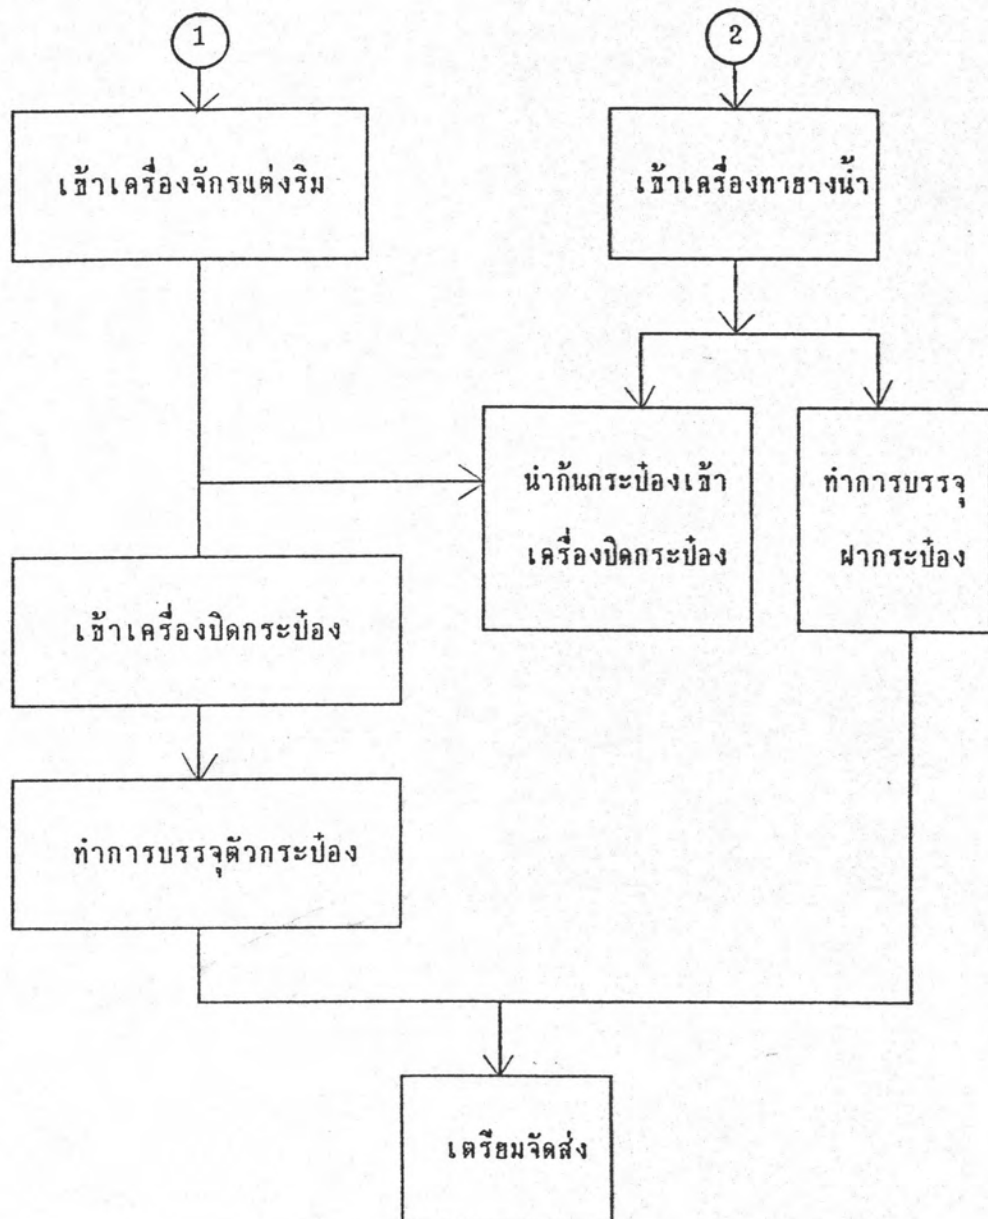 1
2
เข้าเครื่องจักรแต่งริม
เข้าเครื่องทายางน้ำ
นำก้นกระป๋องเข้า
เครื่องปิดกระป๋อง
ทำการบรรจุ
ฝากระป๋อง
เข้าเครื่องปิดกระป๋อง
ทำการบรรจุตัวกระป๋อง
เตรียมจัดส่ง